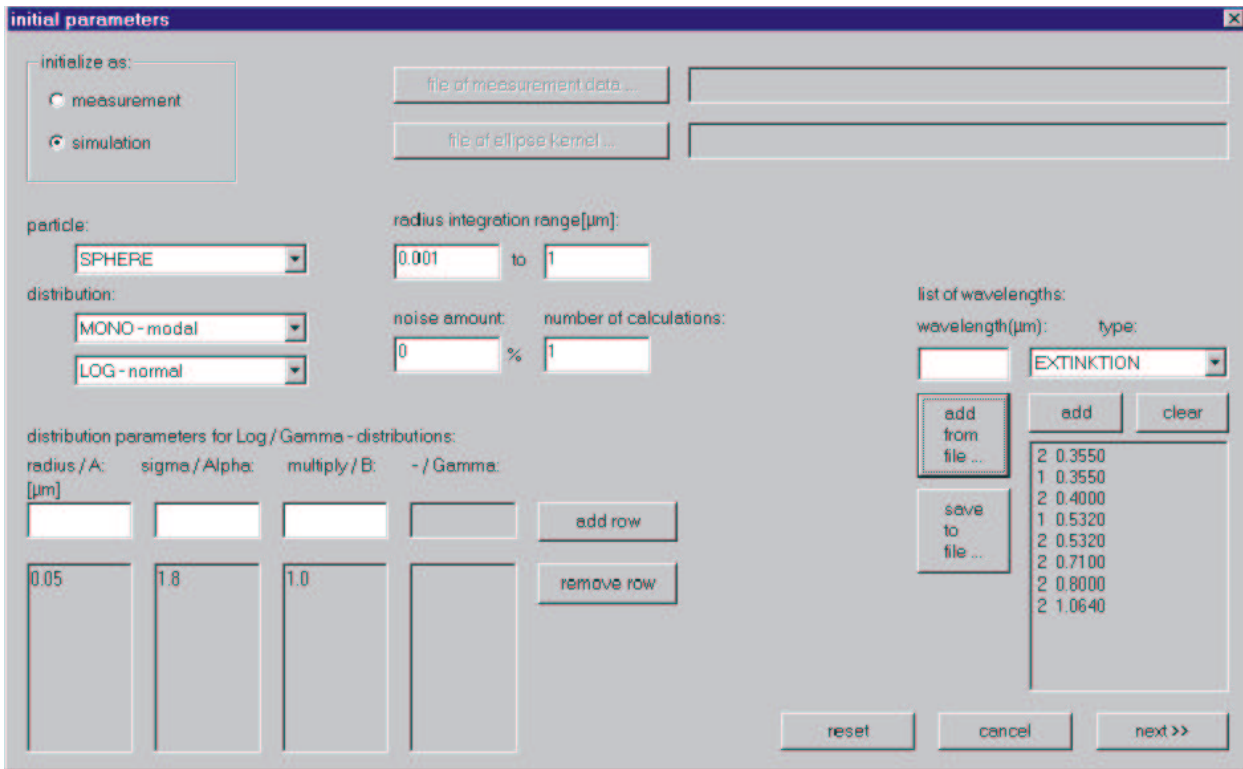 initial parameters
initialize as:
measurement
simulation
file of measurement data ...
file of ellipse kernel ...
particle:
SPHERE
distribution:
MONO - modal
LOG - normal
radius integration range[µm]:
0.001 to 1
noise amount: number of calculations:
0 % 1
list of wavelengths:
wavelength(µm): type:
EXTINKTION
add from file ...
add clear
save to file ...
2 0.3550
1 0.3550
2 0.4000
1 0.5320
2 0.5320
2 0.7100
2 0.8000
2 1.0640
distribution parameters for Log / Gamma - distributions:
radius / A: sigma / Alpha: multiply / B: - / Gamma:
[µm]
add row
0.05 1.8 1.0
remove row
reset cancel next >>